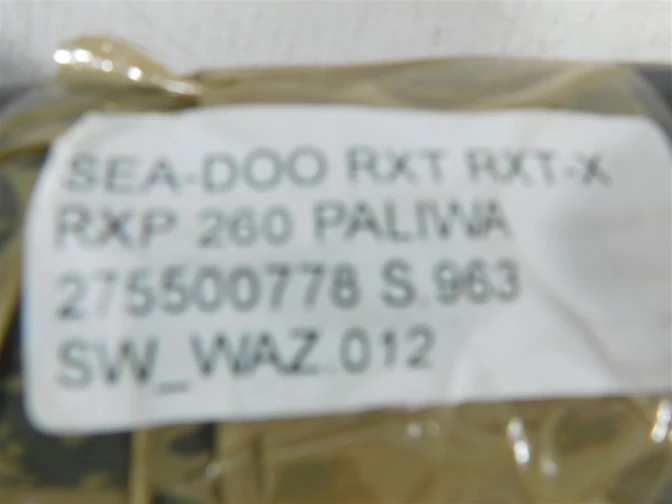 SEA-DOO RXT RXT-X
RXP 260 PALIWA
275500778 S.963
SW_WAZ.012